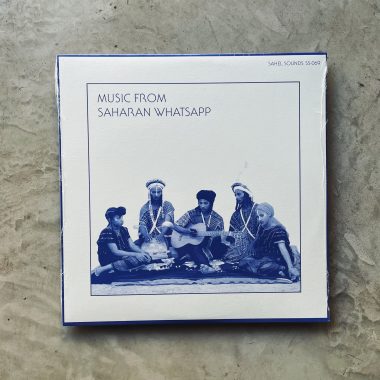 SAHEL SOUNDS SS-069
MUSIC FROM
SAHARAN WHATSAPP